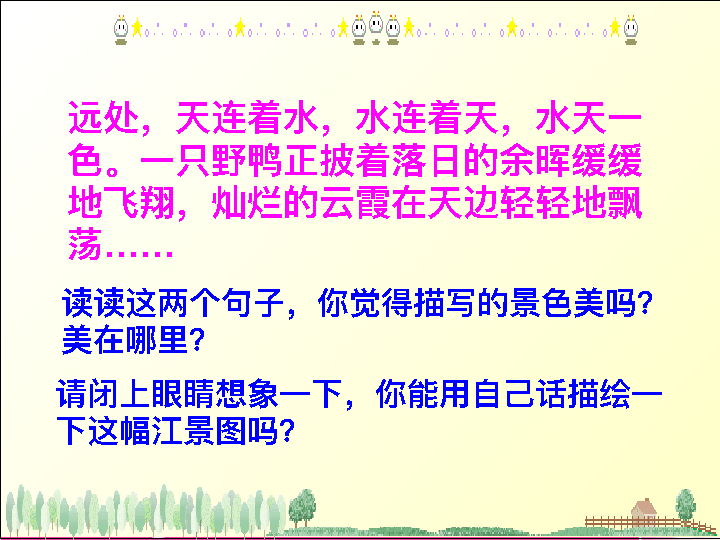 远处，天连着水，水连着天，水天一
色。一只野鸭正披着落日的余晖缓缓
地飞翔，灿烂的云霞在天边轻轻地飘
荡……
读读这两个句子，你觉得描写的景色美吗？
美在哪里？
请闭上眼睛想象一下，你能用自己话描绘一
下这幅江景图吗？